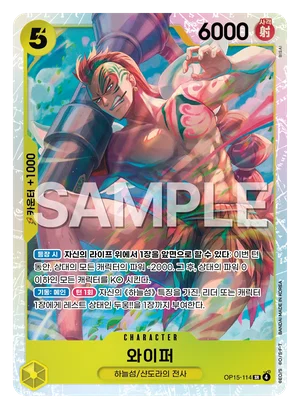 5
6000
사격
射
카운터 +1000
SAMPLE
등장 시 자신의 라이프 위에서 1장을 앞면으로 할 수 있다: 이번 턴
동안, 상대의 모든 캐릭터의 파워 -2000. 그 후, 상대의 파워 0
이하인 모든 캐릭터를 KO 시킨다.
기동: 메인 턴 1회 자신의 《하늘섬》 특징을 가진, 리더 또는 캐릭터
1장에게 레스트 상태인 두웅!!을 1장까지 부여한다.
CHARACTER
와이퍼
하늘섬/샨도라의 전사
OP15-114 SR
4